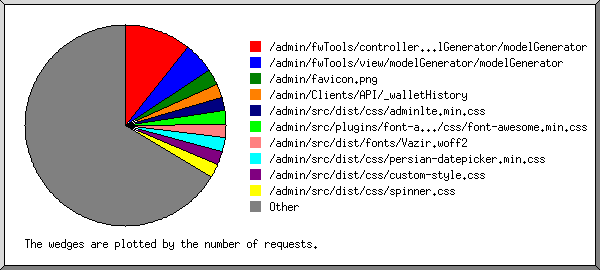 /admin/fwTools/controller...lGenerator/modelGenerator
/admin/fwTools/view/modelGenerator/modelGenerator
/admin/favicon.png
/admin/Clients/API/_walletHistory
/admin/src/dist/css/adminlte.min.css
/admin/src/plugins/font-a.../css/font-awesome.min.css
/admin/src/dist/fonts/Vazir.woff2
/admin/src/dist/css/persian-datepicker.min.css
/admin/src/dist/css/custom-style.css
/admin/src/dist/css/spinner.css
Other
The wedges are plotted by the number of requests.